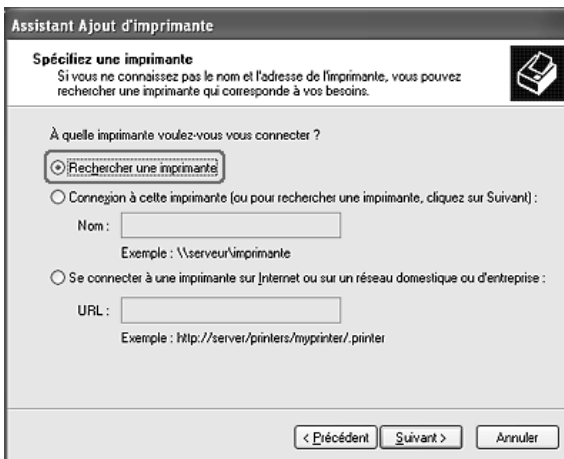 Assistant Ajout d'imprimante
Spécifiez une imprimante
Si vous ne connaissez pas le nom et l'adresse de l'imprimante, vous pouvez
rechercher une imprimante qui corresponde à vos besoins.
À quelle imprimante voulez-vous vous connecter ?
Rechercher une imprimante
Connexion à cette imprimante (ou pour rechercher une imprimante, cliquez sur Suivant) :
Nom :
Exemple : \\serveur\imprimante
Se connecter à une imprimante sur Internet ou sur un réseau domestique ou d'entreprise :
URL :
Exemple : http://server/printers/myprinter/.printer
< Précédent Suivant > Annuler